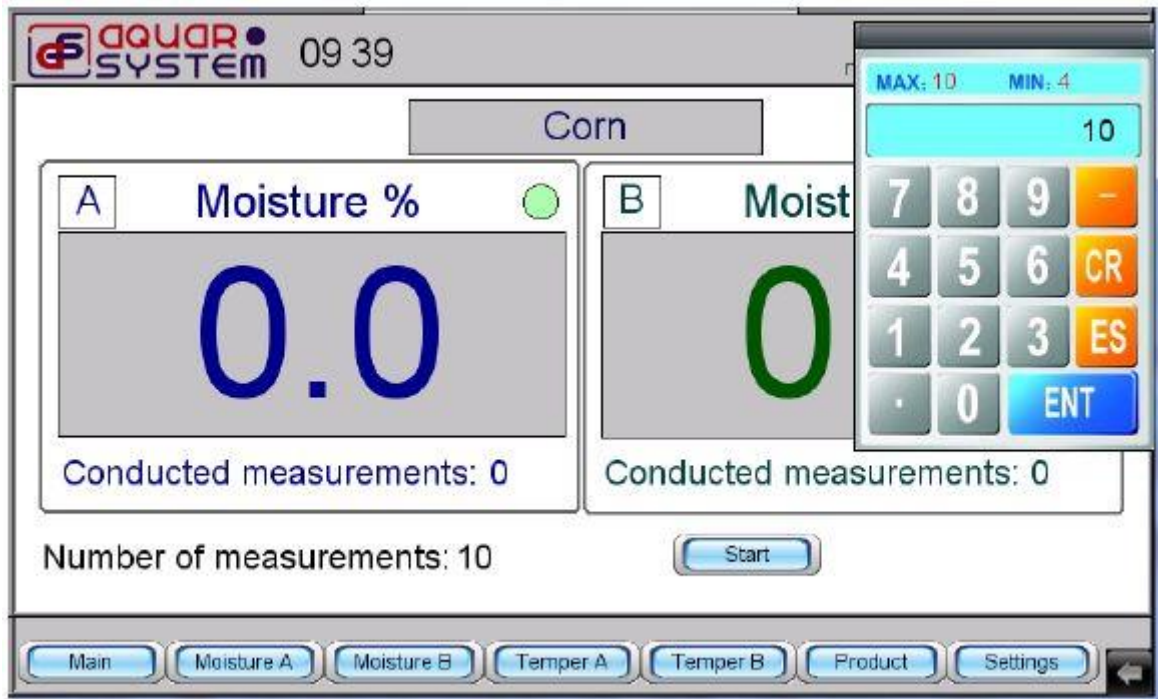 aquar system
09 39
MAX: 10 MIN: 4
10
Corn
A Moisture %
B Moist
7 8 9 -
4 5 6 CR
1 2 3 ES
. 0 ENT
0.0
0
Conducted measurements: 0
Conducted measurements: 0
Number of measurements: 10
Start
Main Moisture A Moisture B Temper A Temper B Product Settings